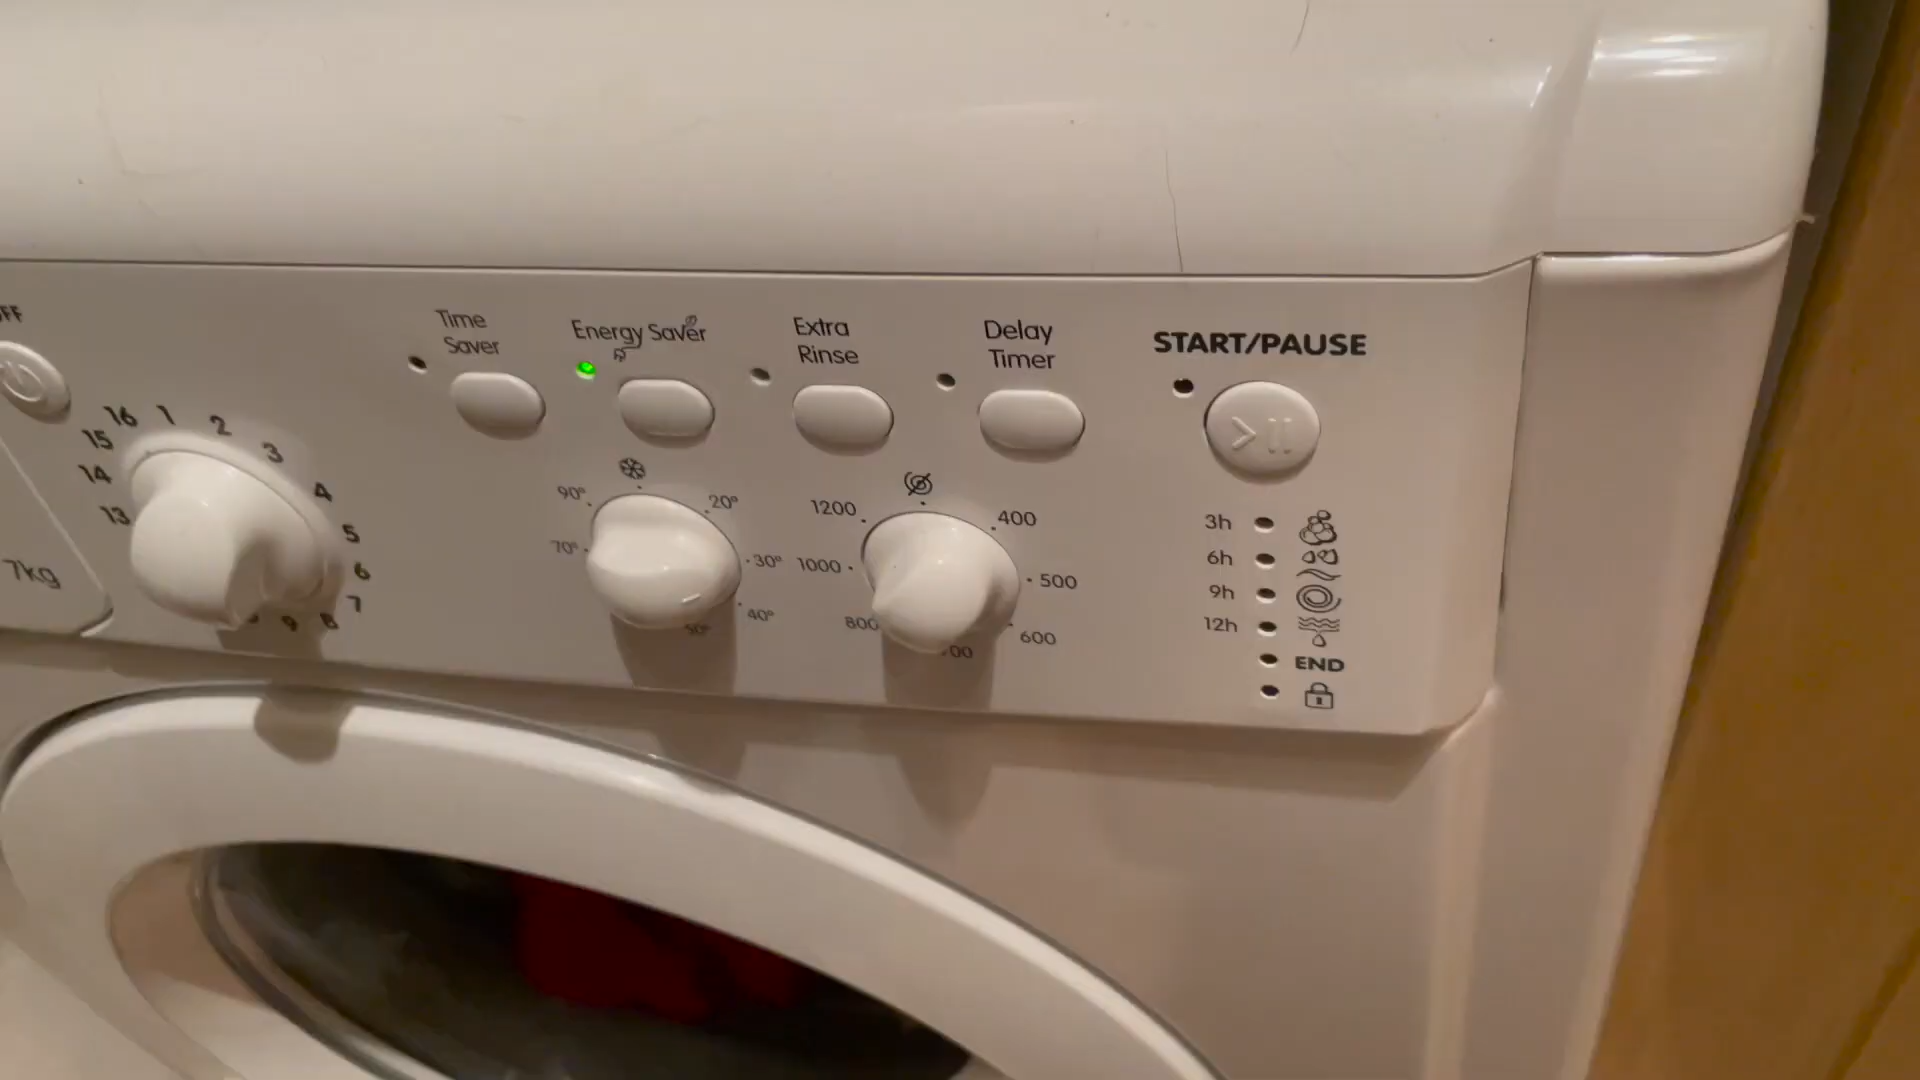 FF
Time
Saver
Energy Saver
Extra
Rinse
Delay
Timer
START/PAUSE
16 1 2 3 4 5 6 7 8 9
15
14
13
7kg
90° 20°
70° 30°
40°
50°
1200 400
1000 500
800 600
00
3h
6h
9h
12h
END